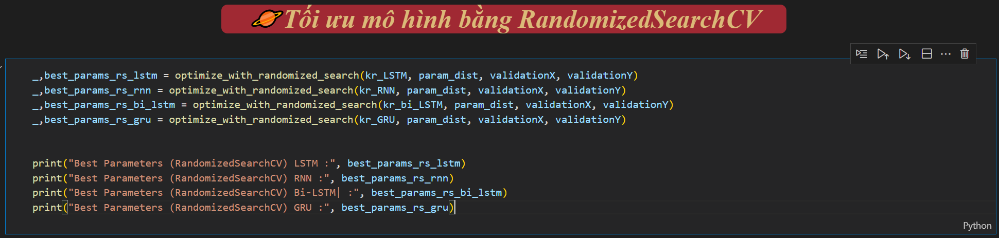 🪐Tối ưu mô hình bằng RandomizedSearchCV
_,best_params_rs_lstm = optimize_with_randomized_search(kr_LSTM, param_dist, validationX, validationY)
_,best_params_rs_rnn = optimize_with_randomized_search(kr_RNN, param_dist, validationX, validationY)
_,best_params_rs_bi_lstm = optimize_with_randomized_search(kr_bi_LSTM, param_dist, validationX, validationY)
_,best_params_rs_gru = optimize_with_randomized_search(kr_GRU, param_dist, validationX, validationY)
print("Best Parameters (RandomizedSearchCV) LSTM :", best_params_rs_lstm)
print("Best Parameters (RandomizedSearchCV) RNN :", best_params_rs_rnn)
print("Best Parameters (RandomizedSearchCV) Bi-LSTM| :", best_params_rs_bi_lstm)
print("Best Parameters (RandomizedSearchCV) GRU :", best_params_rs_gru)
Python